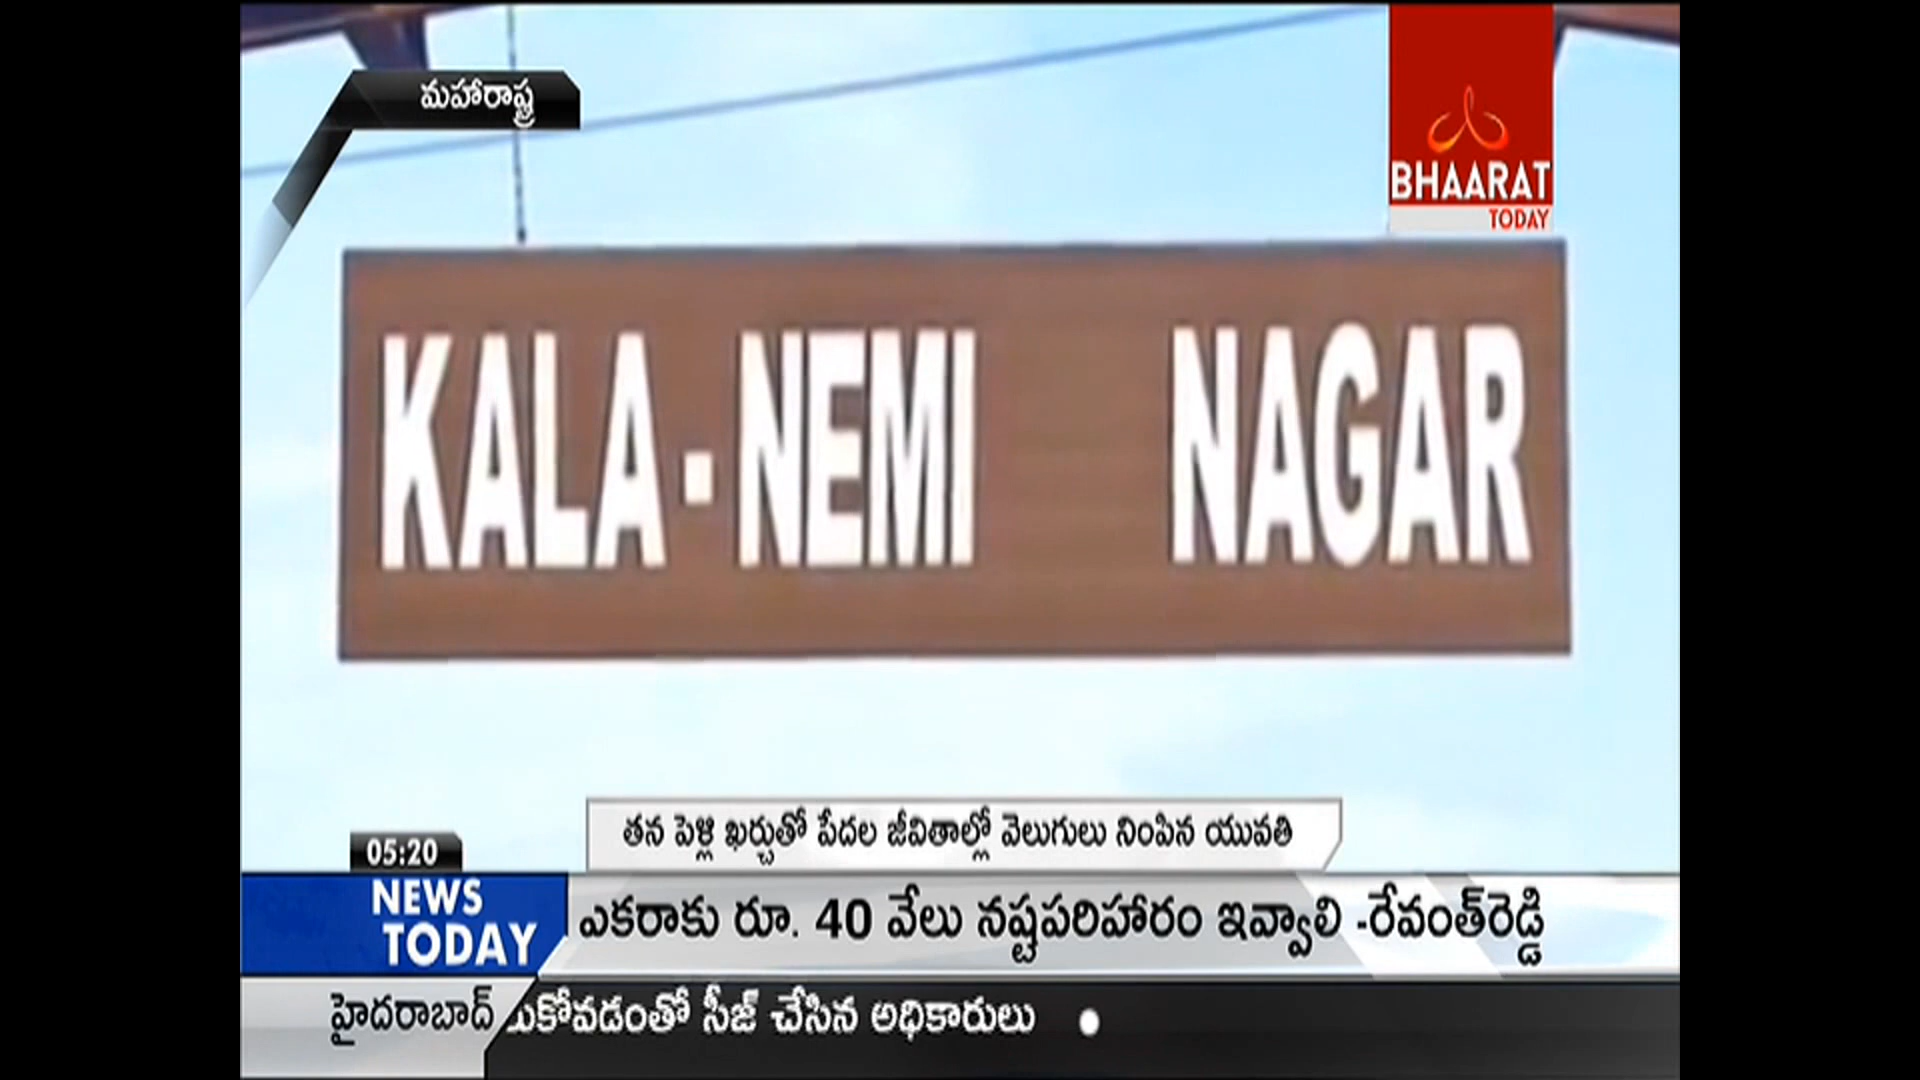 మహారాష్ట్ర
BHAARAT
TODAY
KALA-NEMI NAGAR
తన పెళ్లి ఖర్చుతో పేదల జీవితాల్లో వెలుగులు నింపిన యువతి
05:20
NEWS
TODAY
ఎకరాకు రూ. 40 వేలు నష్టపరిహారం ఇవ్వాలి -రేవంత్‌రెడ్డి
హైదరాబాద్
కోవడంతో సీజ్ చేసిన అధికారులు